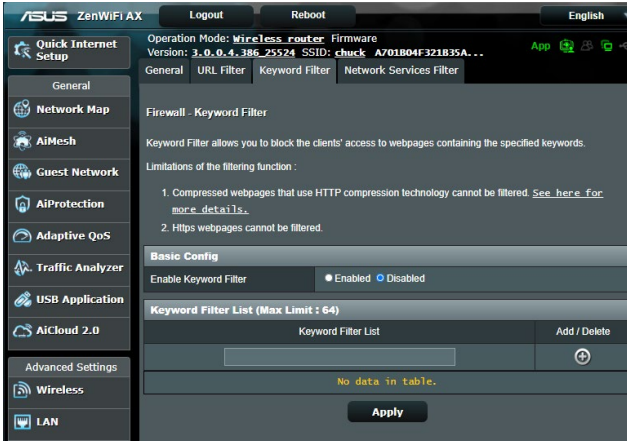 ASUS ZenWiFi AX Logout Reboot English
Quick Internet Setup
Operation Mode: Wireless router Firmware
Version: 3.0.0.4.386_25524 SSID: chuck A701B04F321B35A...
App
General URL Filter Keyword Filter Network Services Filter
General
Network Map
AiMesh
Guest Network
AiProtection
Adaptive QoS
Traffic Analyzer
USB Application
AiCloud 2.0
Advanced Settings
Wireless
LAN
Firewall - Keyword Filter
Keyword Filter allows you to block the clients' access to webpages containing the specified keywords.
Limitations of the filtering function :
1. Compressed webpages that use HTTP compression technology cannot be filtered. See here for
more details.
2. Https webpages cannot be filtered.
Basic Config
Enable Keyword Filter Enabled Disabled
Keyword Filter List (Max Limit : 64)
Keyword Filter List Add / Delete
No data in table.
Apply